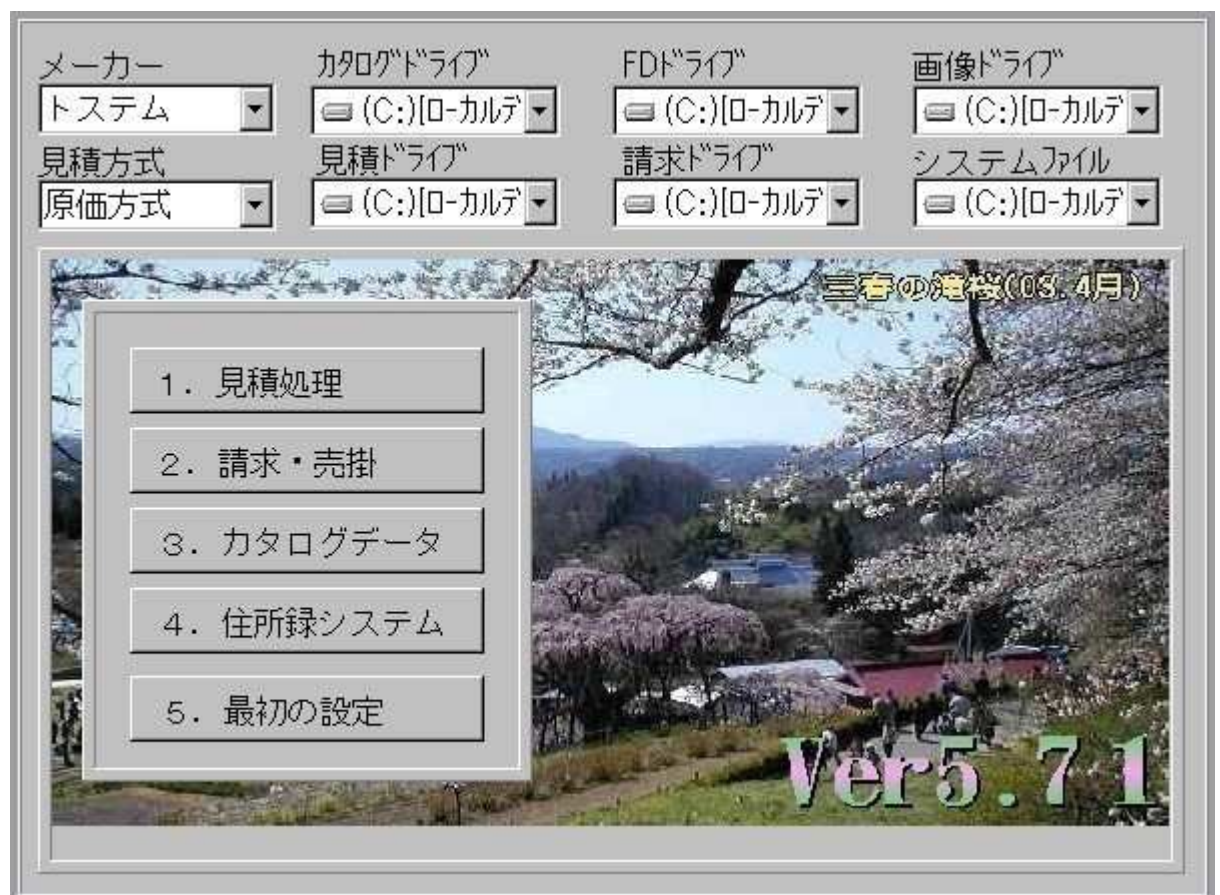 メーカー ｶﾀﾛｸﾞﾄﾞﾗｲﾌﾞ FDﾄﾞﾗｲﾌﾞ 画像ﾄﾞﾗｲﾌﾞ
トステム (C:)[ﾛｰｶﾙﾃﾞ (C:)[ﾛｰｶﾙﾃﾞ (C:)[ﾛｰｶﾙﾃﾞ
見積方式 見積ﾄﾞﾗｲﾌﾞ 請求ﾄﾞﾗｲﾌﾞ システムﾌｧｲﾙ
原価方式 (C:)[ﾛｰｶﾙﾃﾞ (C:)[ﾛｰｶﾙﾃﾞ (C:)[ﾛｰｶﾙﾃﾞ
三春の滝桜(03.4月)
1. 見積処理
2. 請求・売掛
3. カタログデータ
4. 住所録システム
5. 最初の設定
Ver5.71